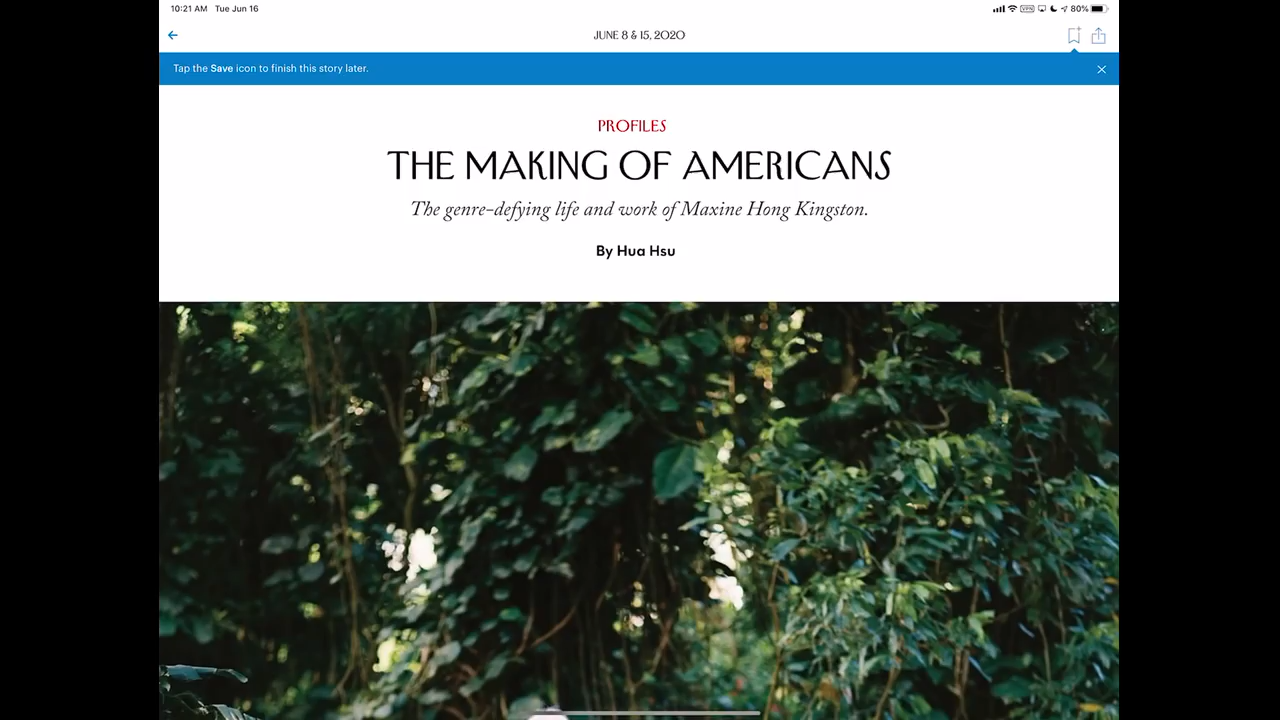 10:21 AM Tue Jun 16
VPN 80%
JUNE 8 & 15, 2020
Tap the Save icon to finish this story later.
PROFILES
THE MAKING OF AMERICANS
The genre-defying life and work of Maxine Hong Kingston.
By Hua Hsu